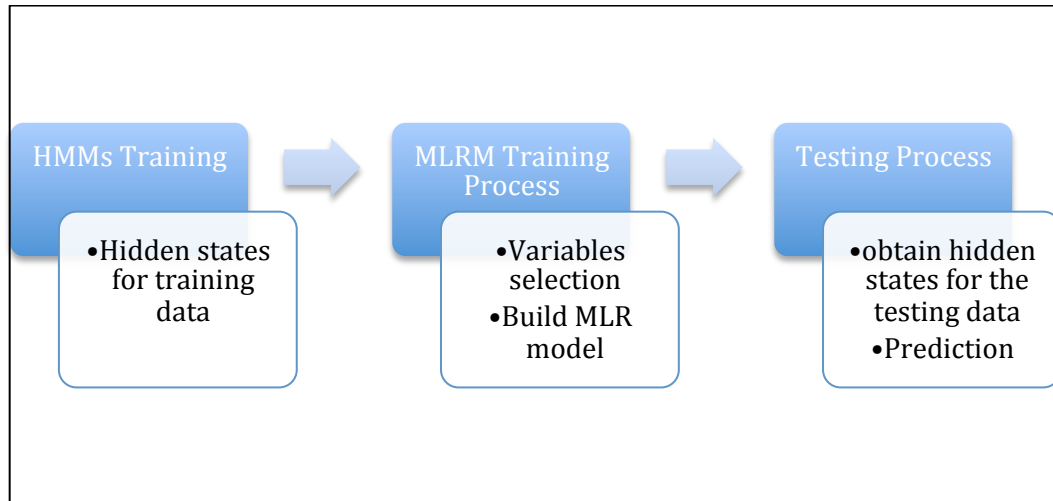 HMMs Training
•Hidden states
for training
data
MLRM Training
Process
•Variables
selection
•Build MLR
model
Testing Process
•obtain hidden
states for the
testing data
•Prediction